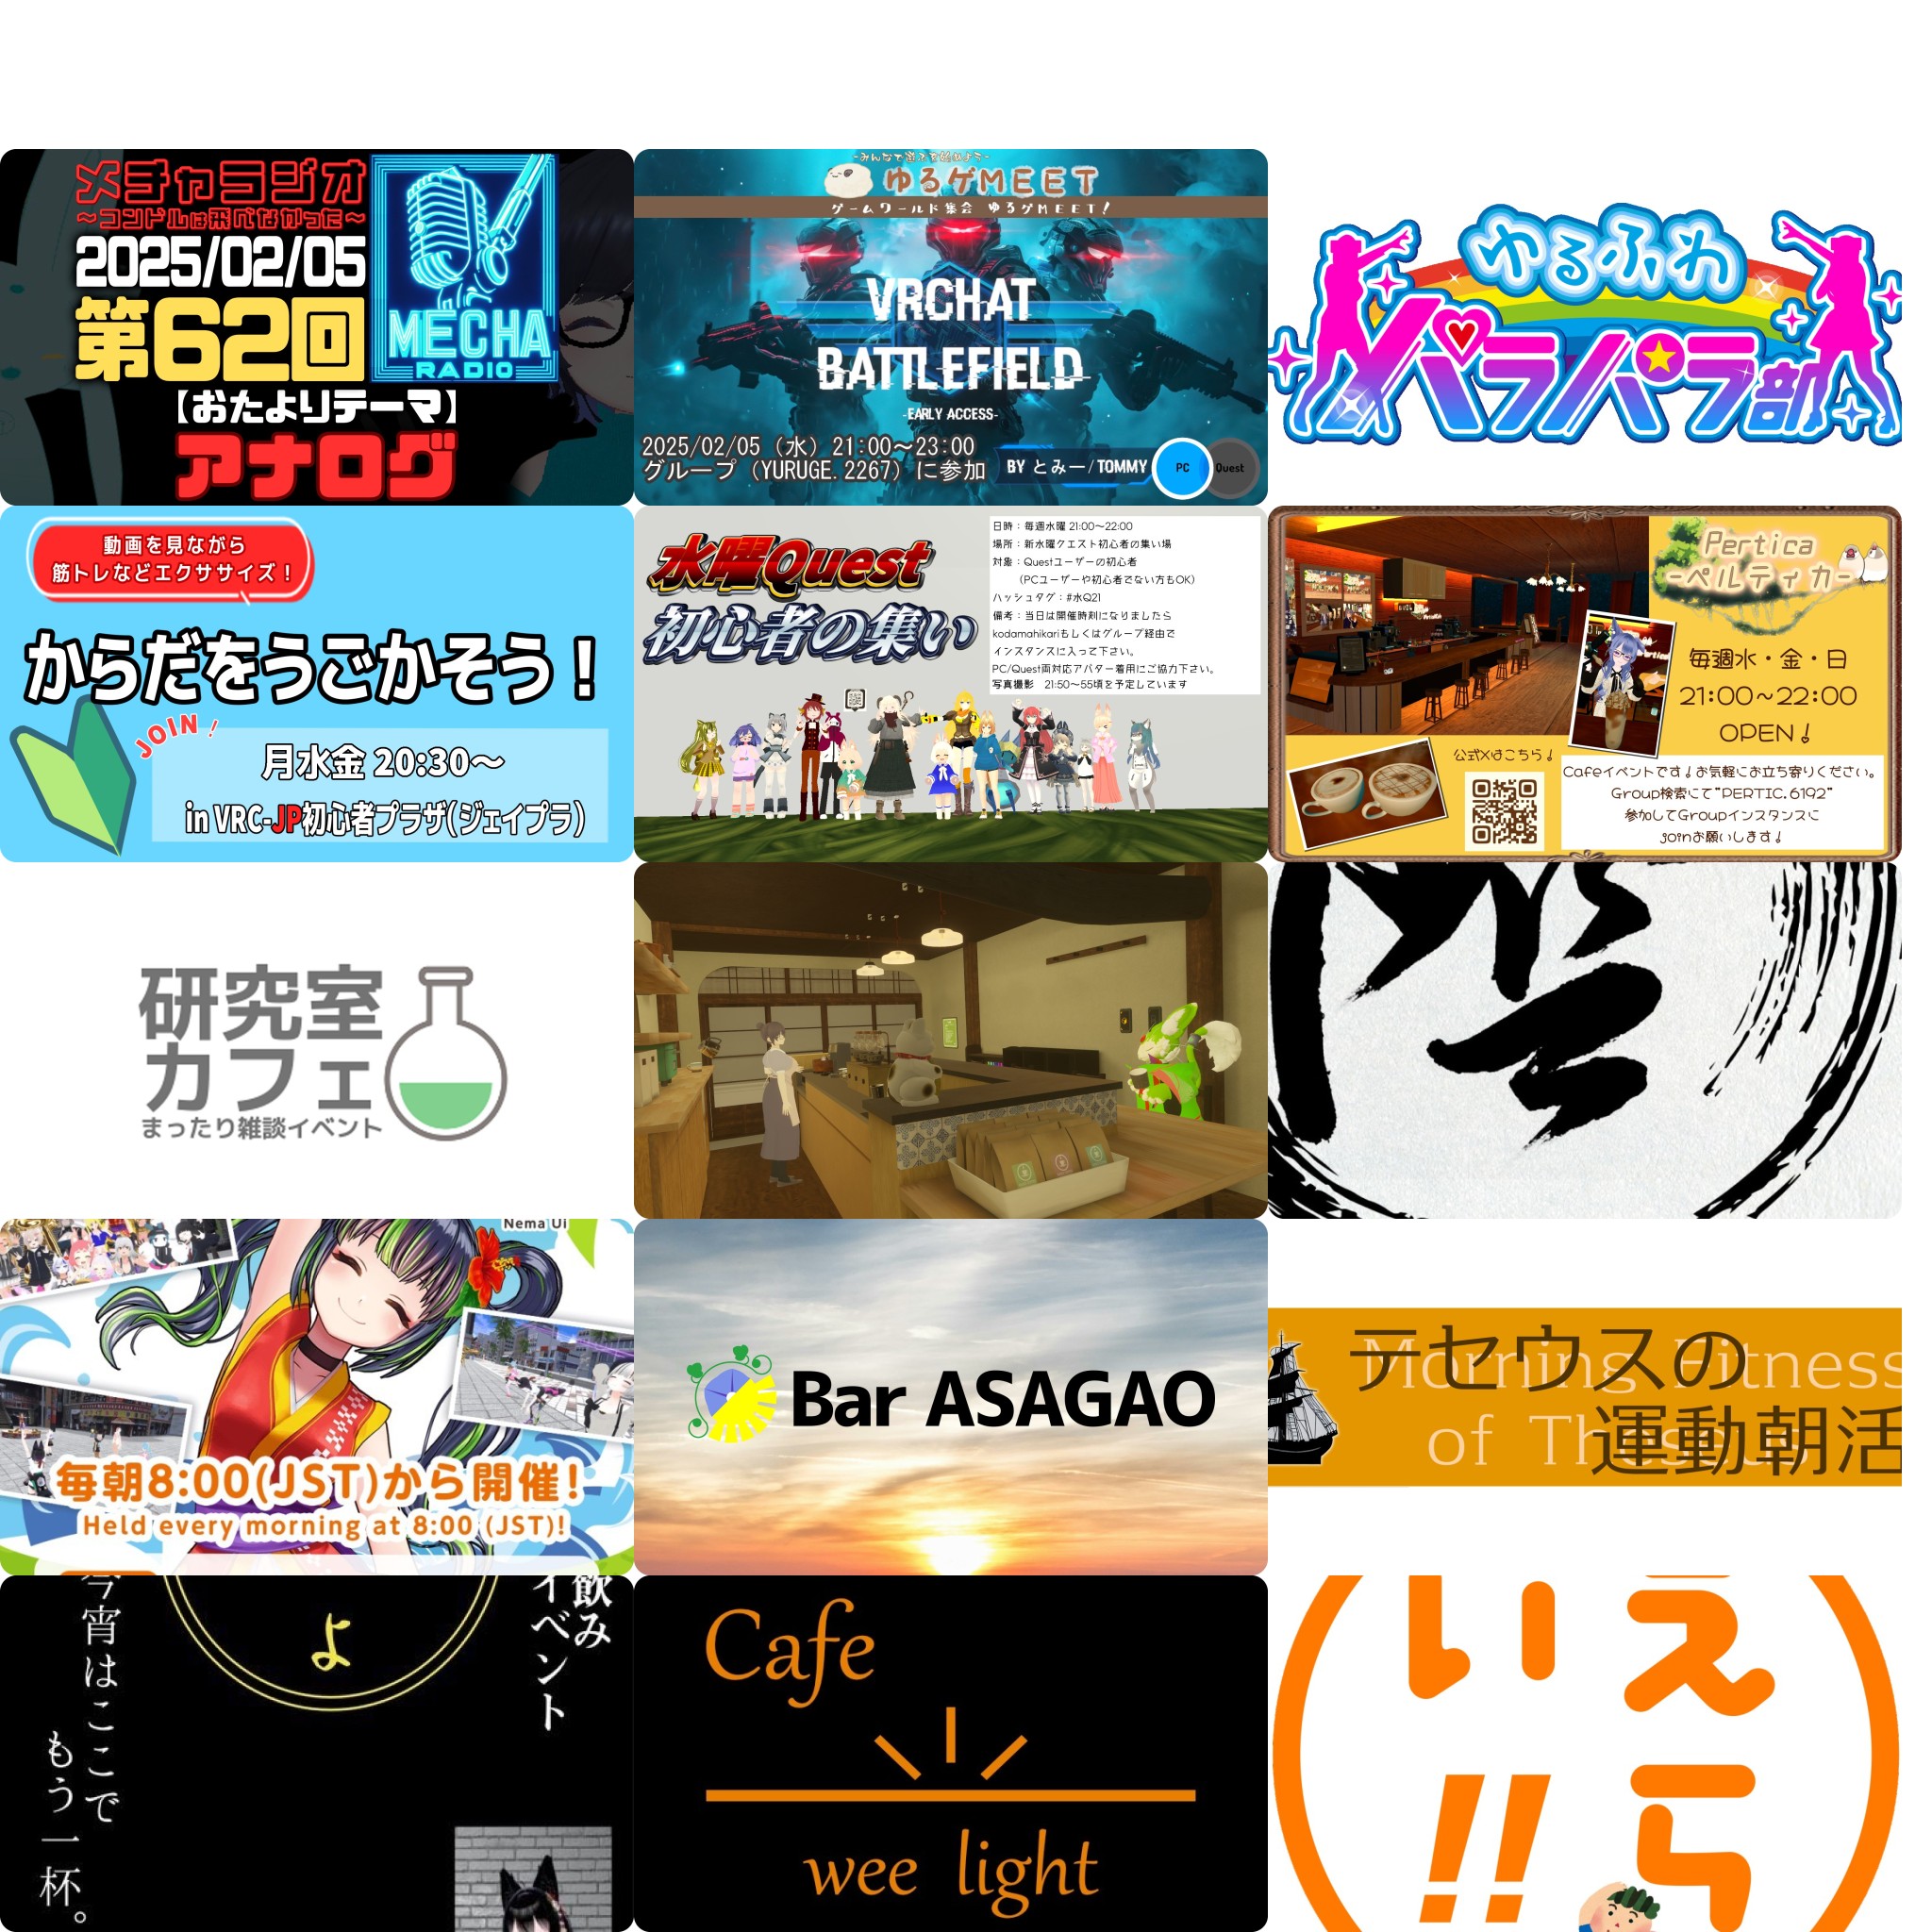 メチャラジオ
~コンドルは飛べなかった~
2025/02/05
第62回
【おたよりテーマ】
アナログ
MECHA
RADIO
-みんなで遊びを始めよう-
ゆるゲMEET
ゲームワールド集会 ゆるゲMEET!
VRCHAT
BATTLEFIELD
-EARLY ACCESS-
2025/02/05（水）21:00～23:00
グループ（YURUGE.2267）に参加
BY とみー/TOMMY
PC
Quest
ゆるふわ
パラパラ部
動画を見ながら
筋トレなどエクササイズ！
からだをうごかそう！
JOIN！
月水金 20:30～
in VRC-JP初心者プラザ（ジェイプラ）
水曜Quest
初心者の集い
日時：毎週水曜 21:00～22:00
場所：新水曜クエスト初心者の集い場
対象：Questユーザーの初心者
（PCユーザーや初心者でない方もOK）
ハッシュタグ：#水Q21
備考：当日は開催時刻になりましたら
kodamahikariもしくはグループ経由で
インスタンスに入って下さい。
PC/Quest両対応アバター着用にご協力下さい。
写真撮影　21:50～55頃を予定しています
Pertica
-ペルティカ-
毎週水・金・日
21:00~22:00
OPEN！
公式Xはこちら！
Cafeイベントです！お気軽にお立ち寄りください。
Group検索にて"PERTIC.6192"
参加してGroupインスタンスに
joinお願いします！
研究室
カフェ
まったり雑談イベント
Nema Ui
毎朝8:00(JST)から開催!
Held every morning at 8:00 (JST)!
Bar ASAGAO
テセウスの
運動朝活
Morning Fitness
of Theseus
飲み
イベント
よ
今宵はここで
もう一杯。
Cafe
wee light
えら
い!!